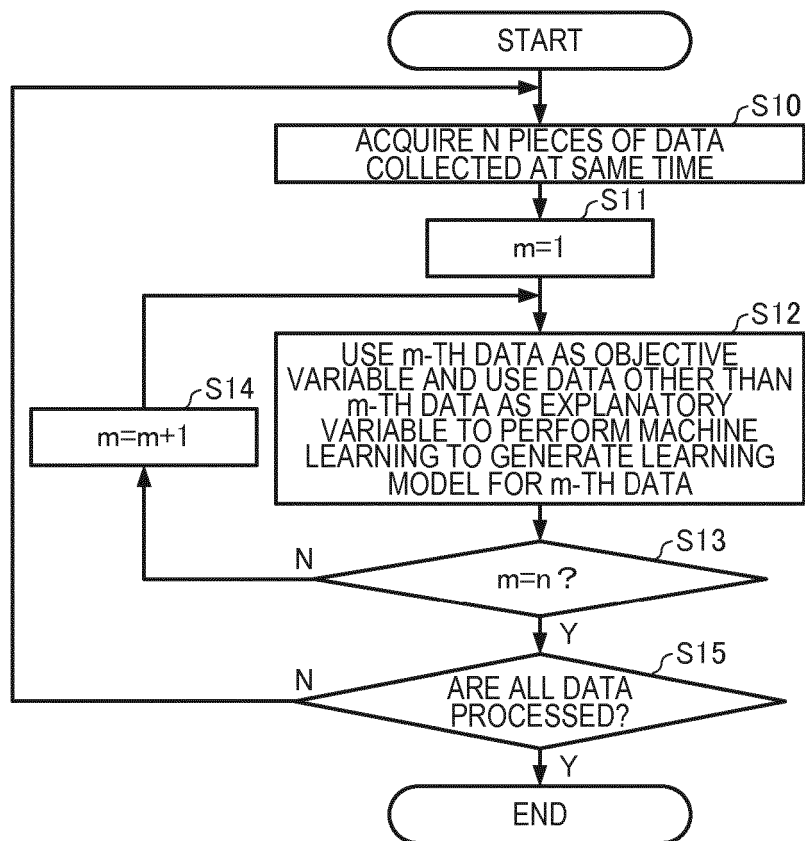 START
S10
ACQUIRE N PIECES OF DATA
COLLECTED AT SAME TIME
S11
m=1
S12
USE m-TH DATA AS OBJECTIVE
VARIABLE AND USE DATA OTHER THAN
m-TH DATA AS EXPLANATORY
VARIABLE TO PERFORM MACHINE
LEARNING TO GENERATE LEARNING
MODEL FOR m-TH DATA
S14
m=m+1
S13
N
m=n?
Y
S15
N
ARE ALL DATA
PROCESSED?
Y
END